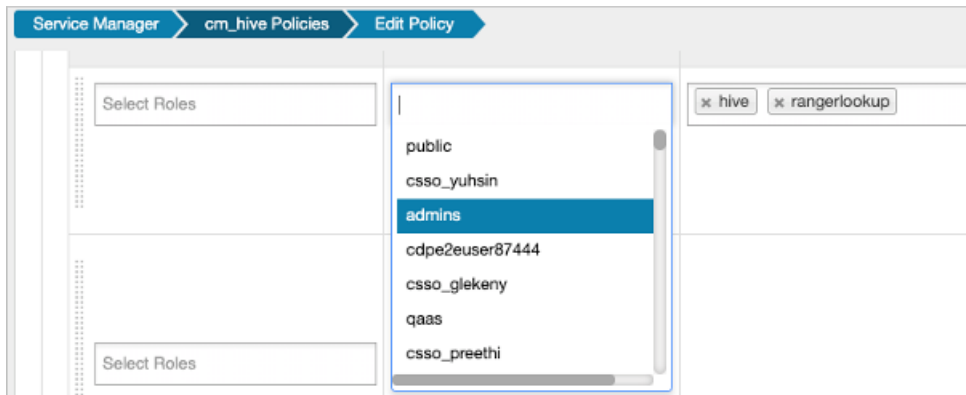 Service Manager cm_hive Policies Edit Policy
Select Roles × hive × rangerlookup
public
csso_yuhsin
admins
cdpe2euser87444
csso_glekeny
qaas
csso_preethi
Select Roles